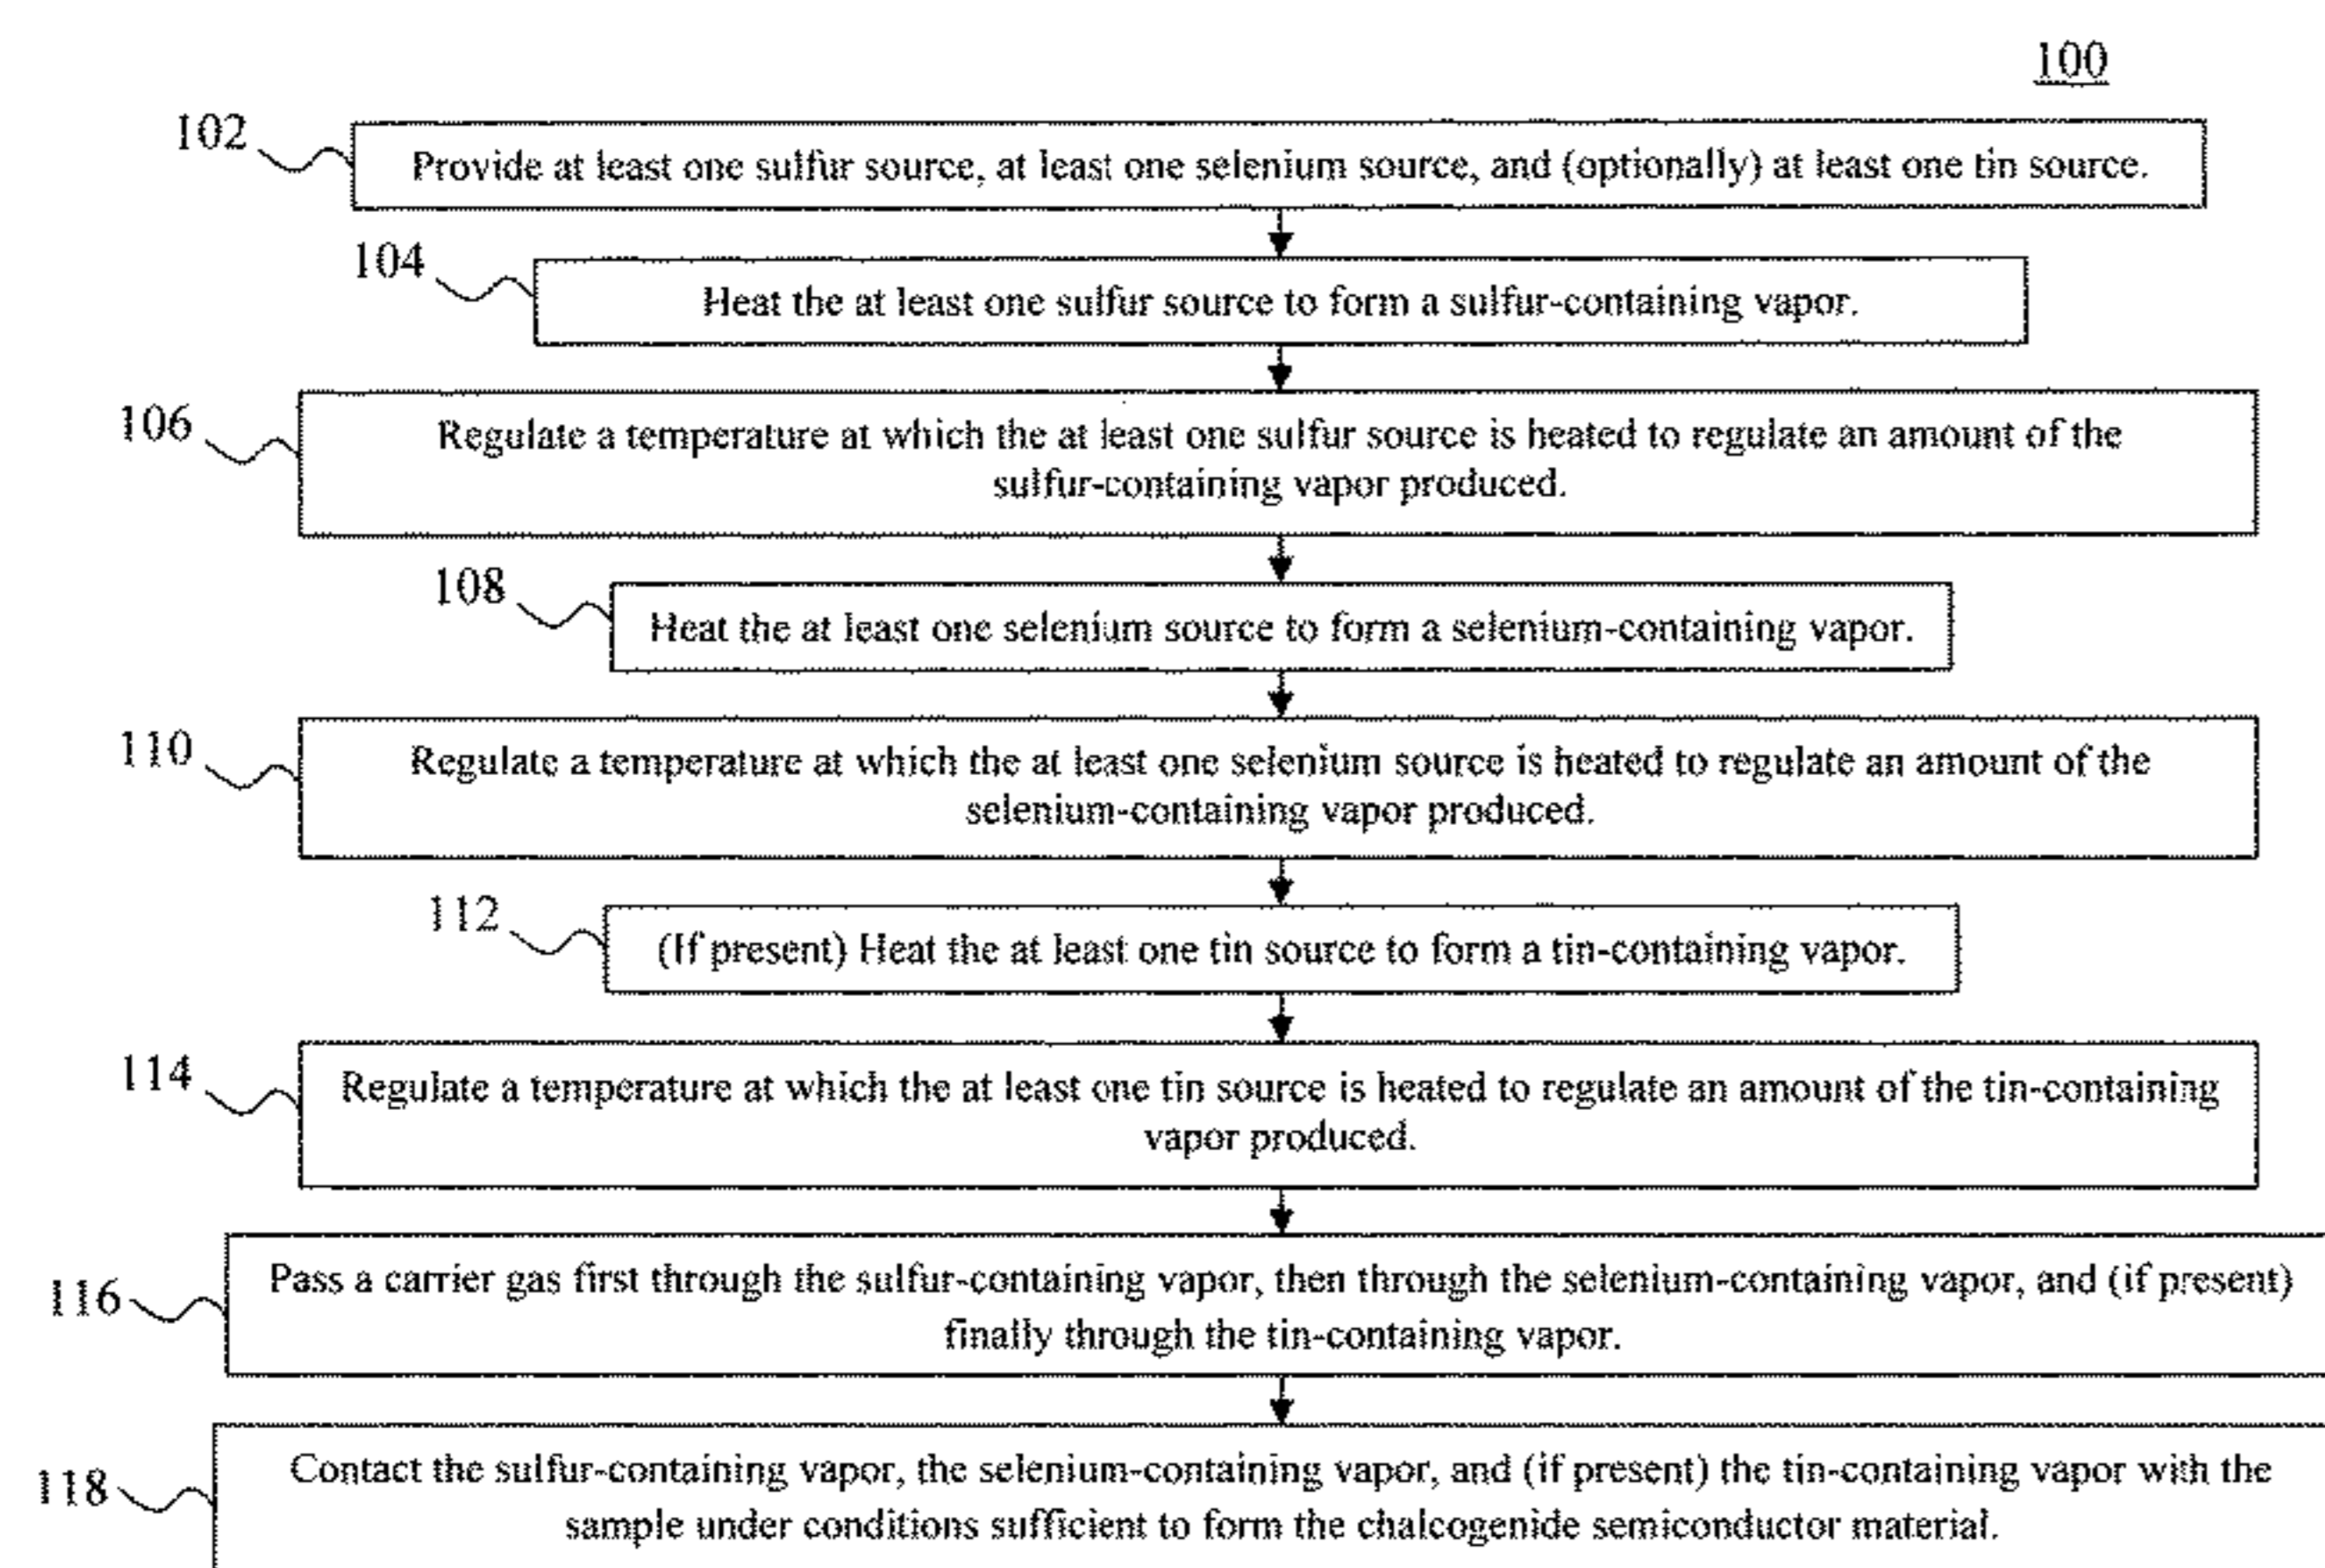 100
102
Provide at least one sulfur source, at least one selenium source, and (optionally) at least one tin source.
104
Heat the at least one sulfur source to form a sulfur-containing vapor.
106
Regulate a temperature at which the at least one sulfur source is heated to regulate an amount of the
sulfur-containing vapor produced.
108
Heat the at least one selenium source to form a selenium-containing vapor.
110
Regulate a temperature at which the at least one selenium source is heated to regulate an amount of the
selenium-containing vapor produced.
112
(If present) Heat the at least one tin source to form a tin-containing vapor.
114
Regulate a temperature at which the at least one tin source is heated to regulate an amount of the tin-containing
vapor produced.
116
Pass a carrier gas first through the sulfur-containing vapor, then through the selenium-containing vapor, and (if present)
finally through the tin-containing vapor.
118
Contact the sulfur-containing vapor, the selenium-containing vapor, and (if present) the tin-containing vapor with the
sample under conditions sufficient to form the chalcogenide semiconductor material.